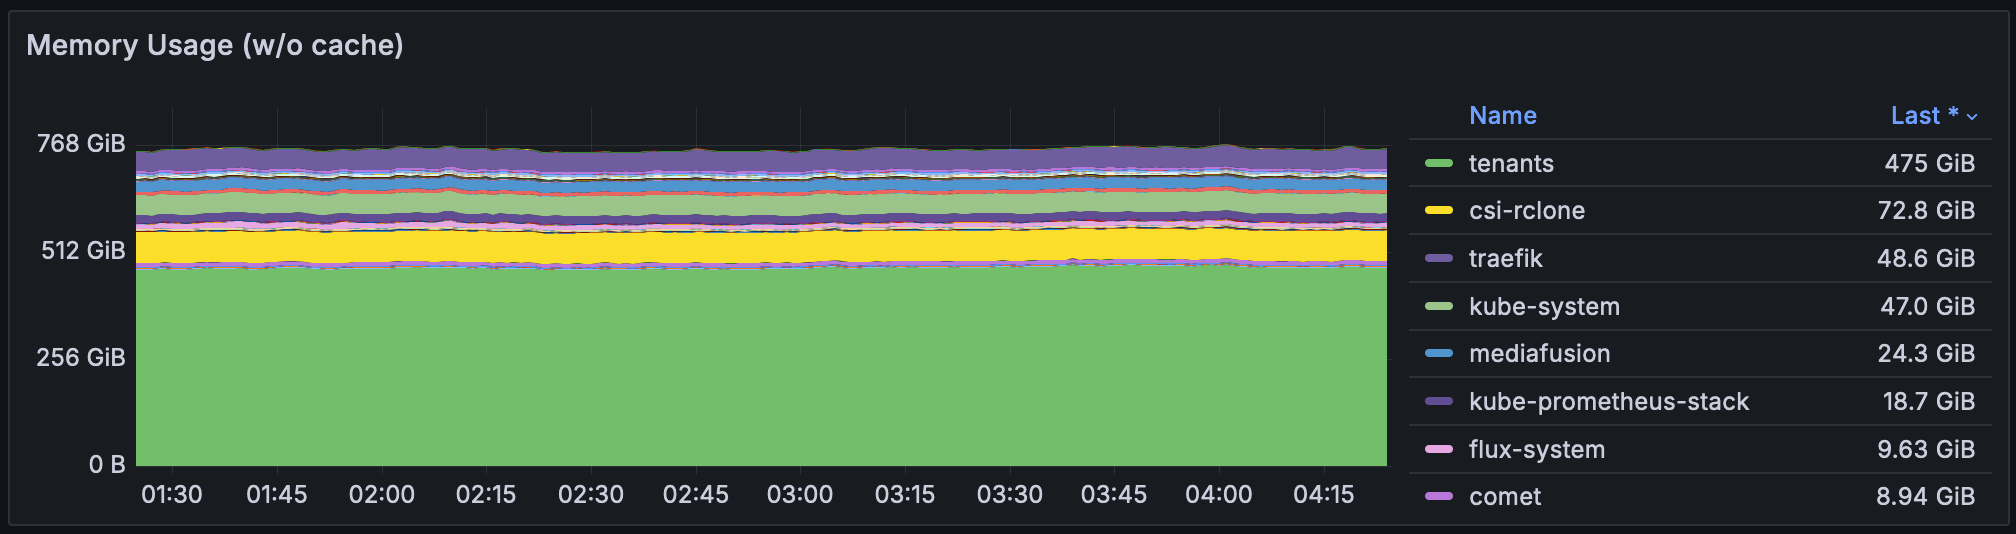 Memory Usage (w/o cache)
768 GiB
512 GiB
256 GiB
0 B
01:30 01:45 02:00 02:15 02:30 02:45 03:00 03:15 03:30 03:45 04:00 04:15
Name Last *
tenants 475 GiB
csi-rclone 72.8 GiB
traefik 48.6 GiB
kube-system 47.0 GiB
mediafusion 24.3 GiB
kube-prometheus-stack 18.7 GiB
flux-system 9.63 GiB
comet 8.94 GiB